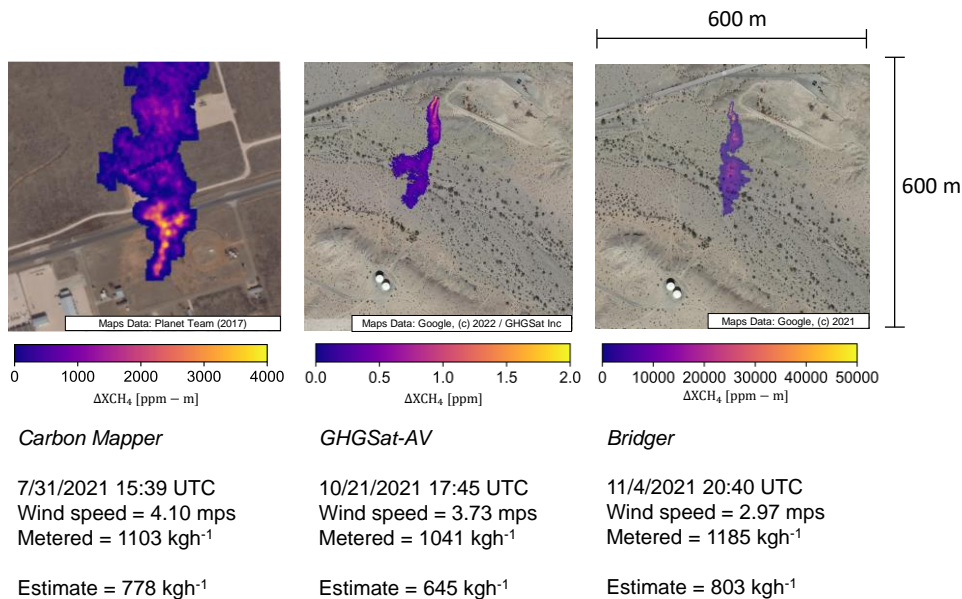 600 m
600 m
Maps Data: Planet Team (2017)
Maps Data: Google, (c) 2022 / GHGSat Inc
Maps Data: Google, (c) 2021
0 1000 2000 3000 4000
ΔXCH₄ [ppm − m]
0.0 0.5 1.0 1.5 2.0
ΔXCH₄ [ppm]
0 10000 20000 30000 40000 50000
ΔXCH₄ [ppm − m]
Carbon Mapper
7/31/2021 15:39 UTC
Wind speed = 4.10 mps
Metered = 1103 kgh⁻¹
Estimate = 778 kgh⁻¹
GHGSat-AV
10/21/2021 17:45 UTC
Wind speed = 3.73 mps
Metered = 1041 kgh⁻¹
Estimate = 645 kgh⁻¹
Bridger
11/4/2021 20:40 UTC
Wind speed = 2.97 mps
Metered = 1185 kgh⁻¹
Estimate = 803 kgh⁻¹